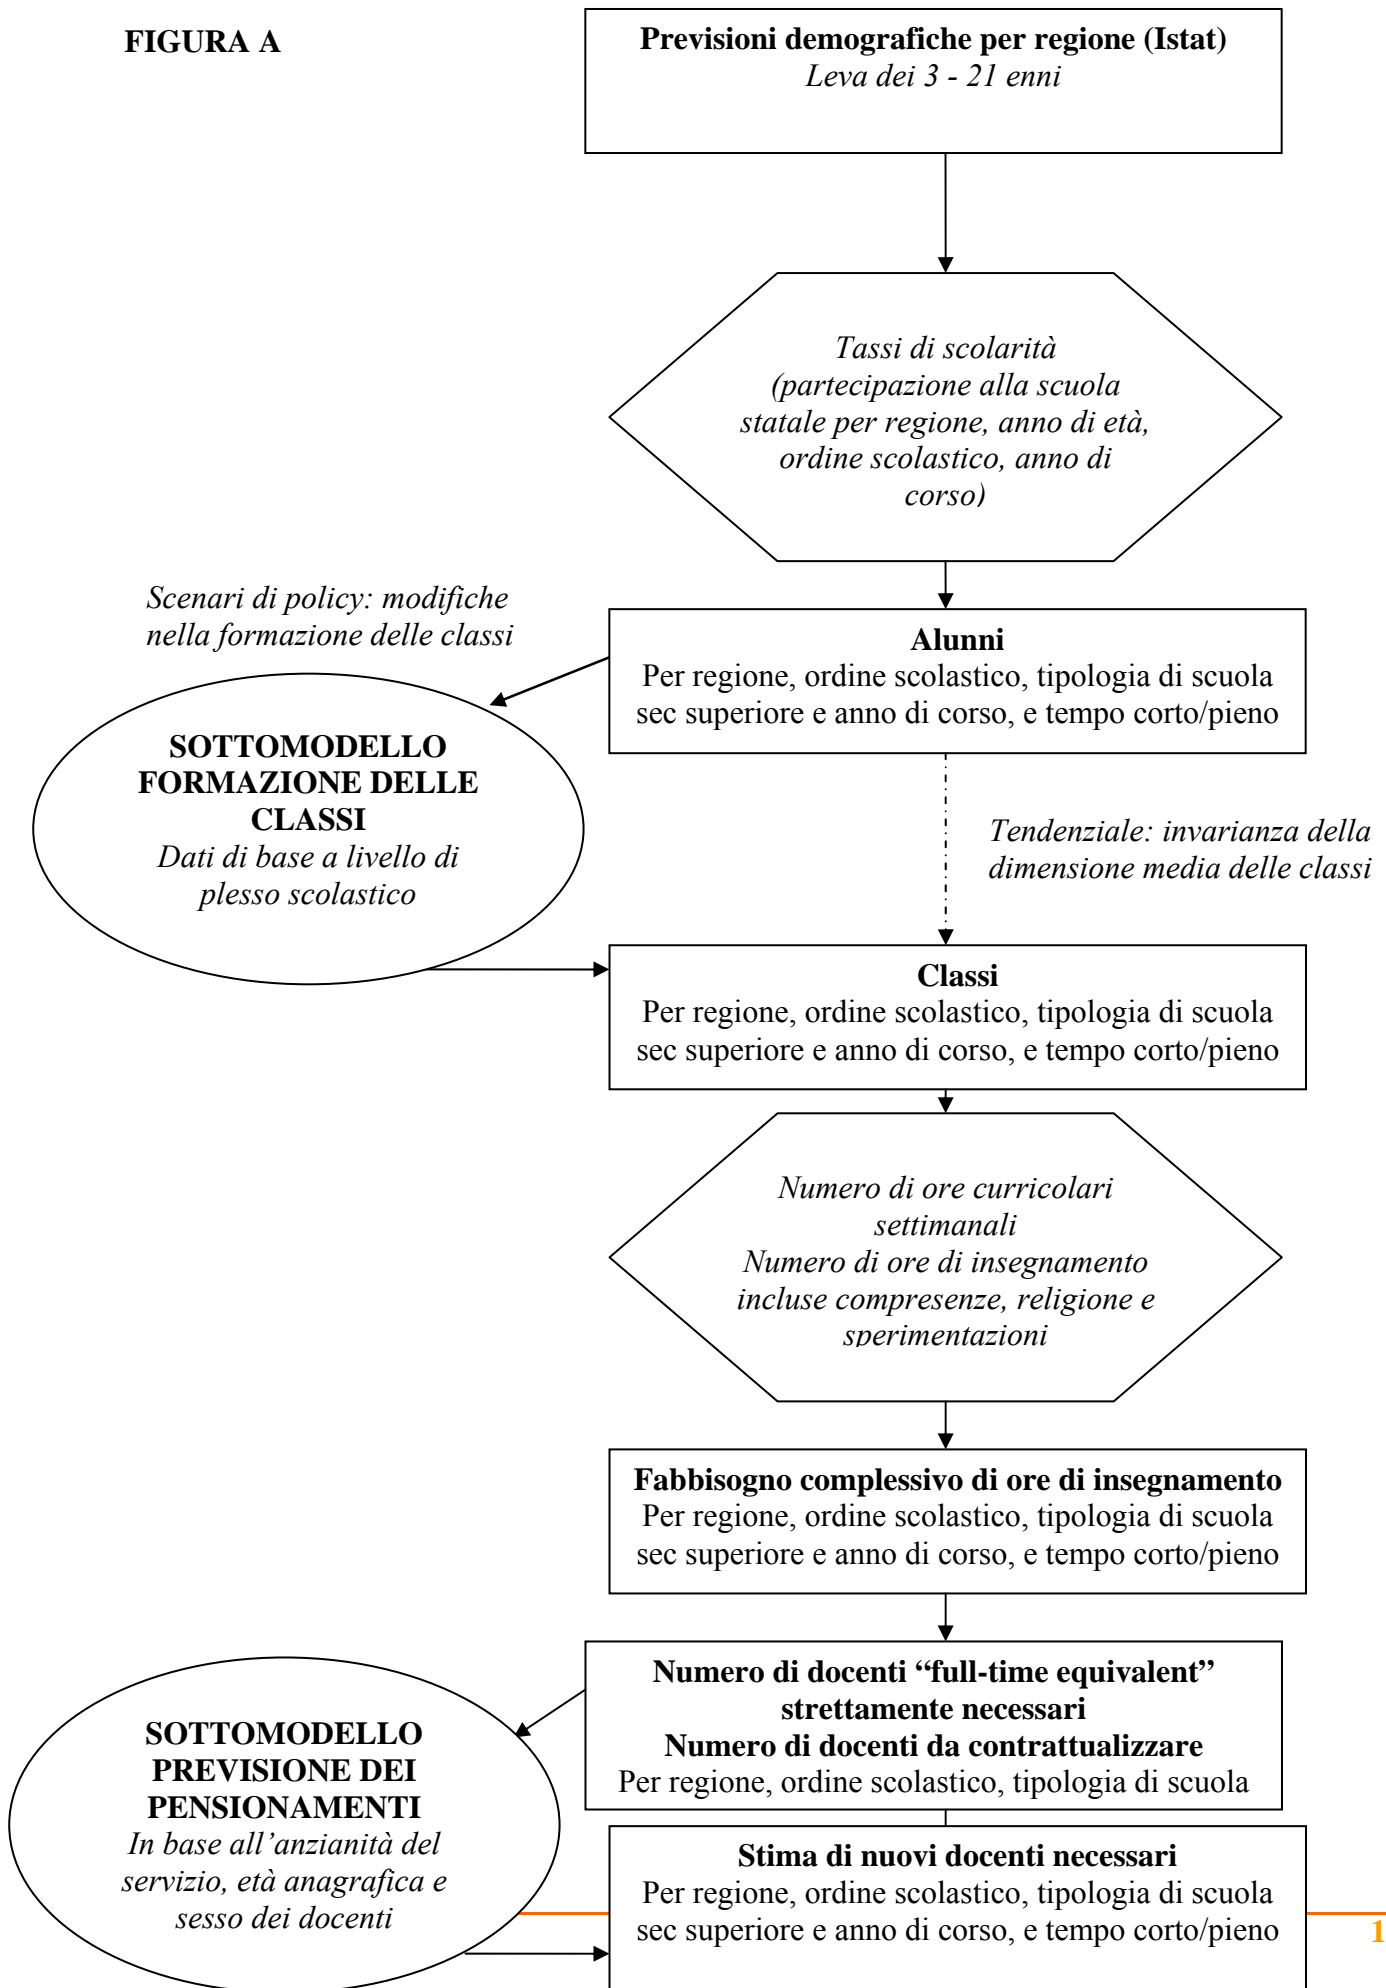 FIGURA A
Previsioni demografiche per regione (Istat)
Leva dei 3 - 21 enni
Tassi di scolarità
(partecipazione alla scuola
statale per regione, anno di età,
ordine scolastico, anno di
corso)
Scenari di policy: modifiche
nella formazione delle classi
Alunni
Per regione, ordine scolastico, tipologia di scuola
sec superiore e anno di corso, e tempo corto/pieno
SOTTOMODELLO
FORMAZIONE DELLE
CLASSI
Dati di base a livello di
plesso scolastico
Tendenziale: invarianza della
dimensione media delle classi
Classi
Per regione, ordine scolastico, tipologia di scuola
sec superiore e anno di corso, e tempo corto/pieno
Numero di ore curricolari
settimanali
Numero di ore di insegnamento
incluse compresenze, religione e
sperimentazioni
Fabbisogno complessivo di ore di insegnamento
Per regione, ordine scolastico, tipologia di scuola
sec superiore e anno di corso, e tempo corto/pieno
Numero di docenti “full-time equivalent”
strettamente necessari
Numero di docenti da contrattualizzare
Per regione, ordine scolastico, tipologia di scuola
SOTTOMODELLO
PREVISIONE DEI
PENSIONAMENTI
In base all’anzianità del
servizio, età anagrafica e
sesso dei docenti
Stima di nuovi docenti necessari
Per regione, ordine scolastico, tipologia di scuola
sec superiore e anno di corso, e tempo corto/pieno
1